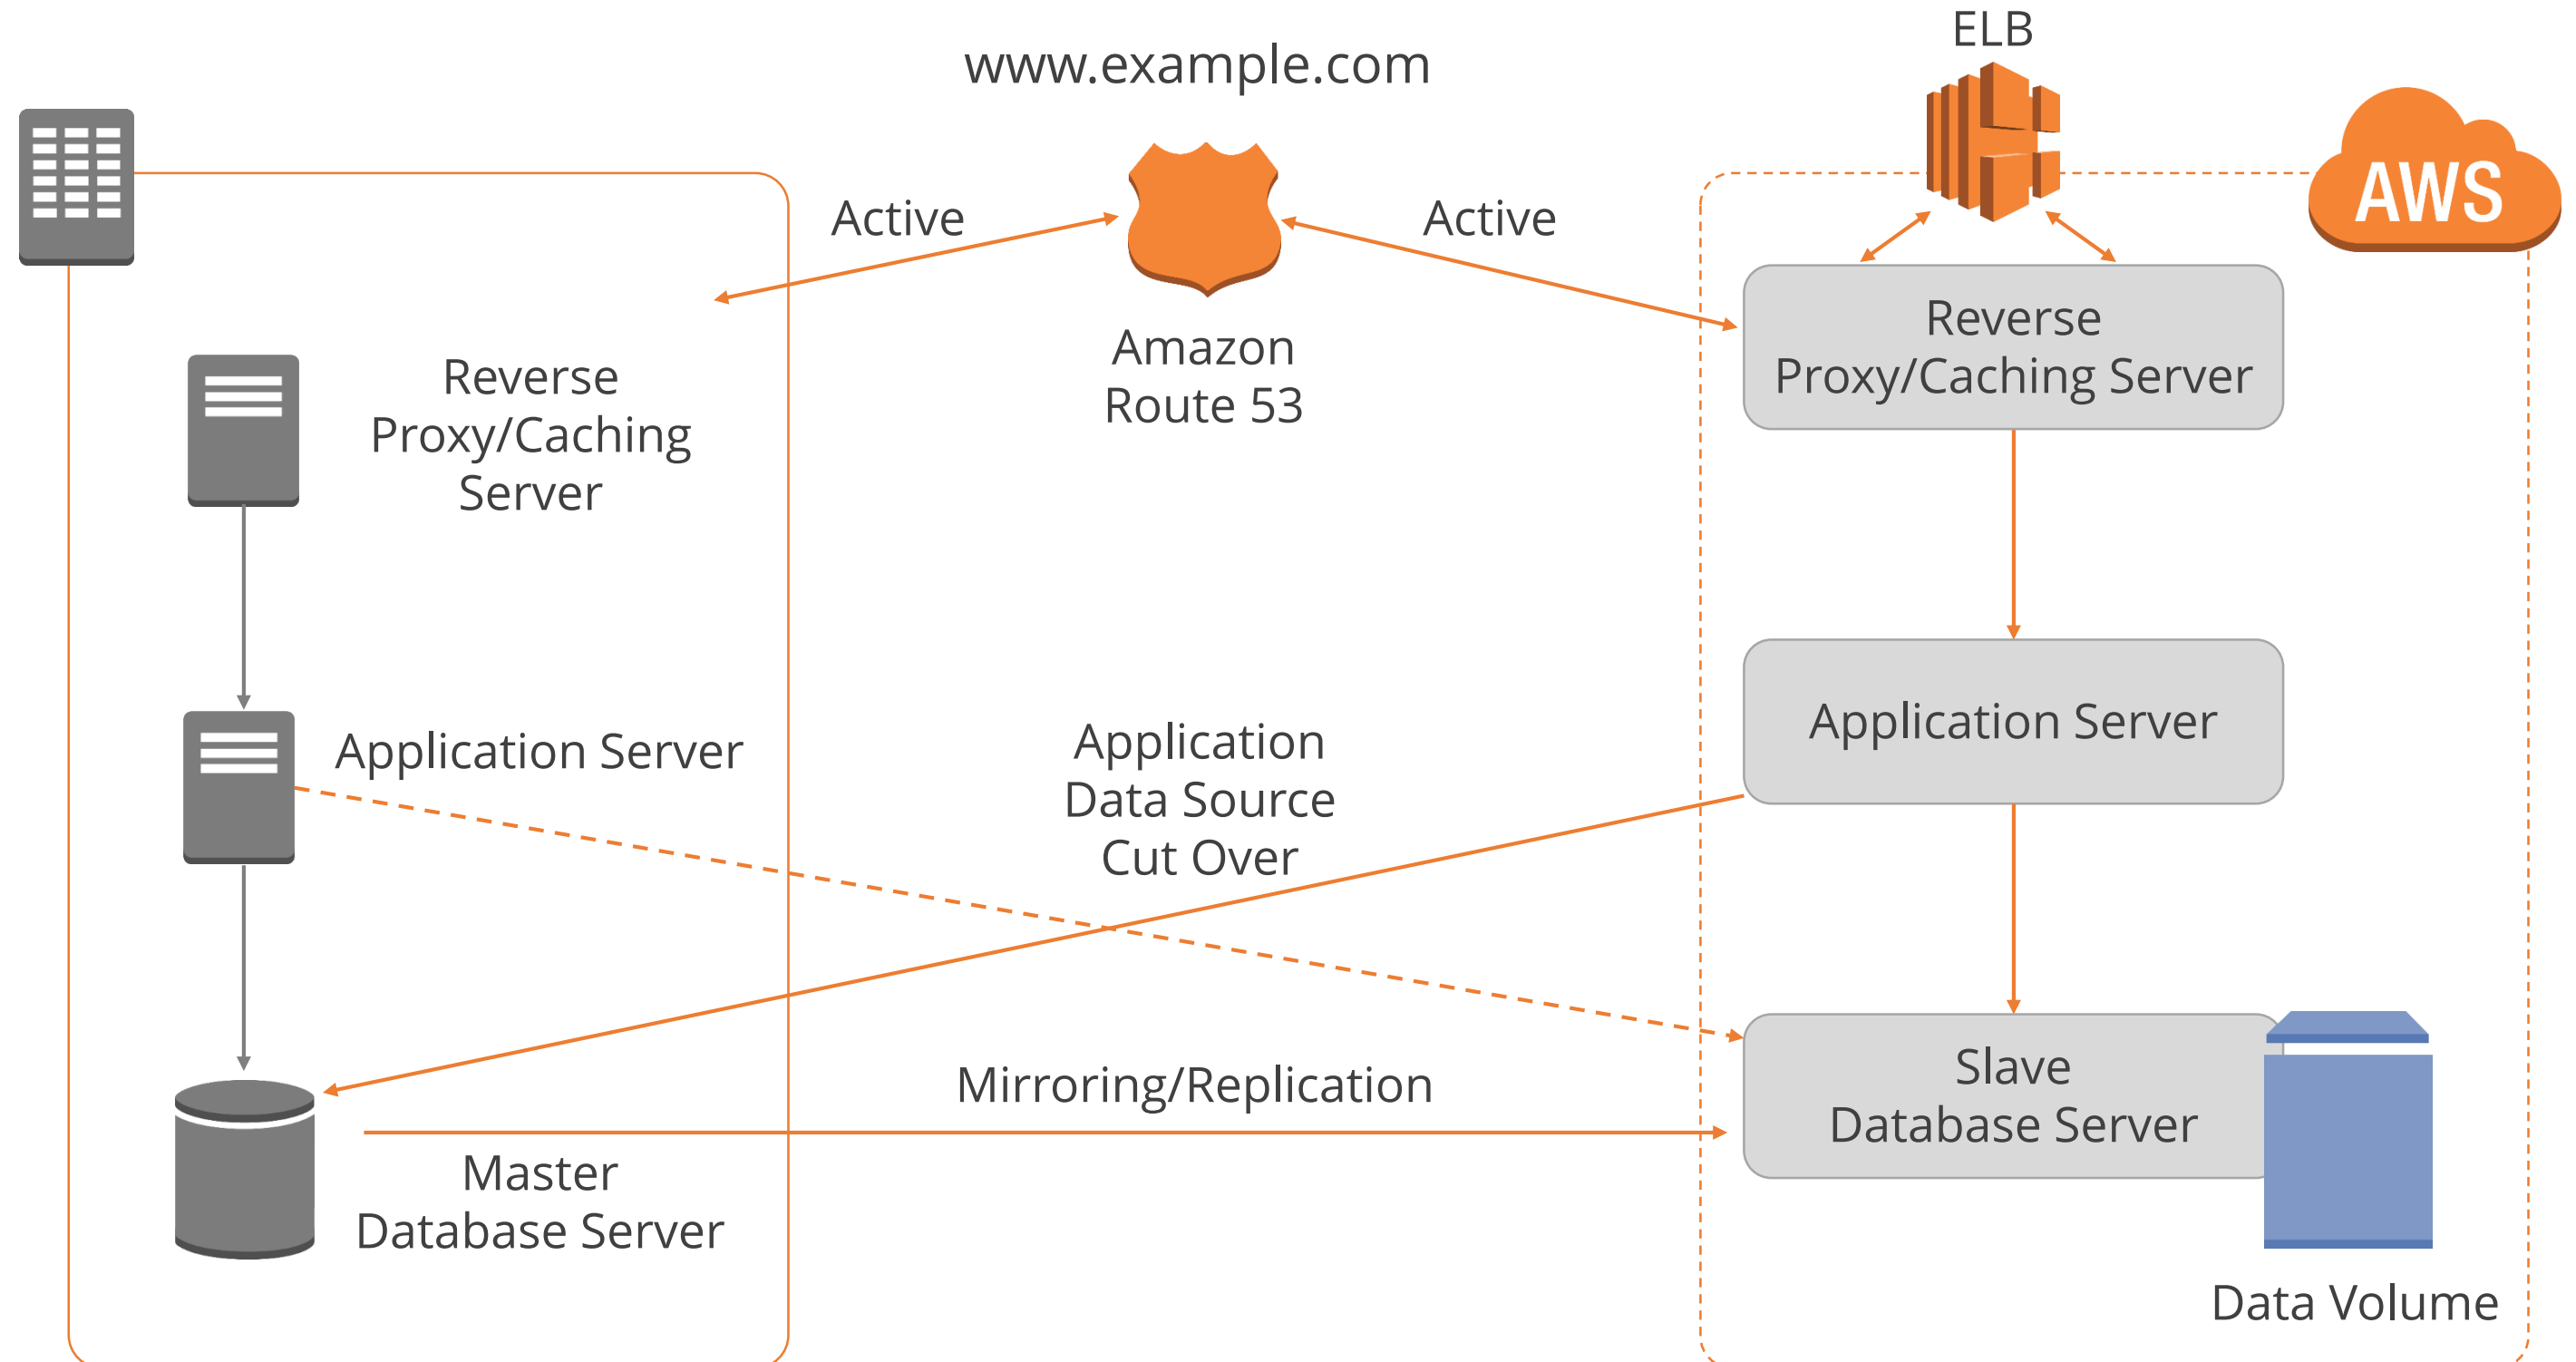 www.example.com
ELB
AWS
Active
Active
Amazon
Route 53
Reverse
Proxy/Caching
Server
Reverse
Proxy/Caching Server
Application Server
Application
Data Source
Cut Over
Application Server
Mirroring/Replication
Master
Database Server
Slave
Database Server
Data Volume